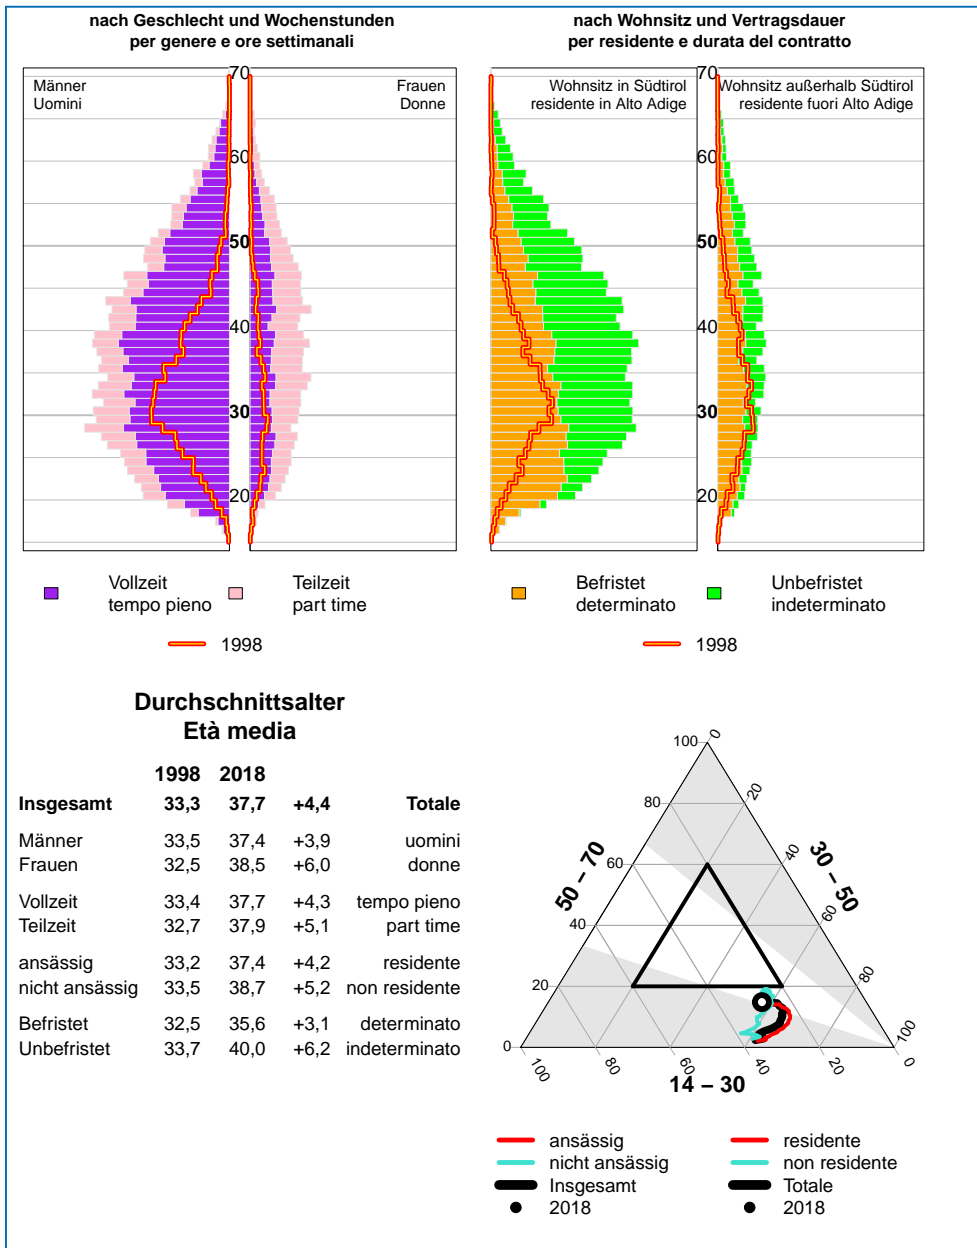 nach Geschlecht und Wochenstunden
per genere e ore settimanali
Männer
Uomini
Frauen
Donne
70
60
50
40
30
20
nach Wohnsitz und Vertragsdauer
per residente e durata del contratto
Wohnsitz in Südtirol
residente in Alto Adige
Wohnsitz außerhalb Südtirol
residente fuori Alto Adige
70
60
50
40
30
20
Vollzeit
tempo pieno
Teilzeit
part time
1998
Befristet
determinato
Unbefristet
indeterminato
1998
Durchschnittsalter
Età media
1998 2018
Insgesamt 33,3 37,7 +4,4 Totale
Männer 33,5 37,4 +3,9 uomini
Frauen 32,5 38,5 +6,0 donne
Vollzeit 33,4 37,7 +4,3 tempo pieno
Teilzeit 32,7 37,9 +5,1 part time
ansässig 33,2 37,4 +4,2 residente
nicht ansässig 33,5 38,7 +5,2 non residente
Befristet 32,5 35,6 +3,1 determinato
Unbefristet 33,7 40,0 +6,2 indeterminato
100
80
60
40
20
0
50 – 70
0
20
40
60
80
100
30 – 50
100
80
60
40
20
0
14 – 30
ansässig
nicht ansässig
Insgesamt
2018
residente
non residente
Totale
2018